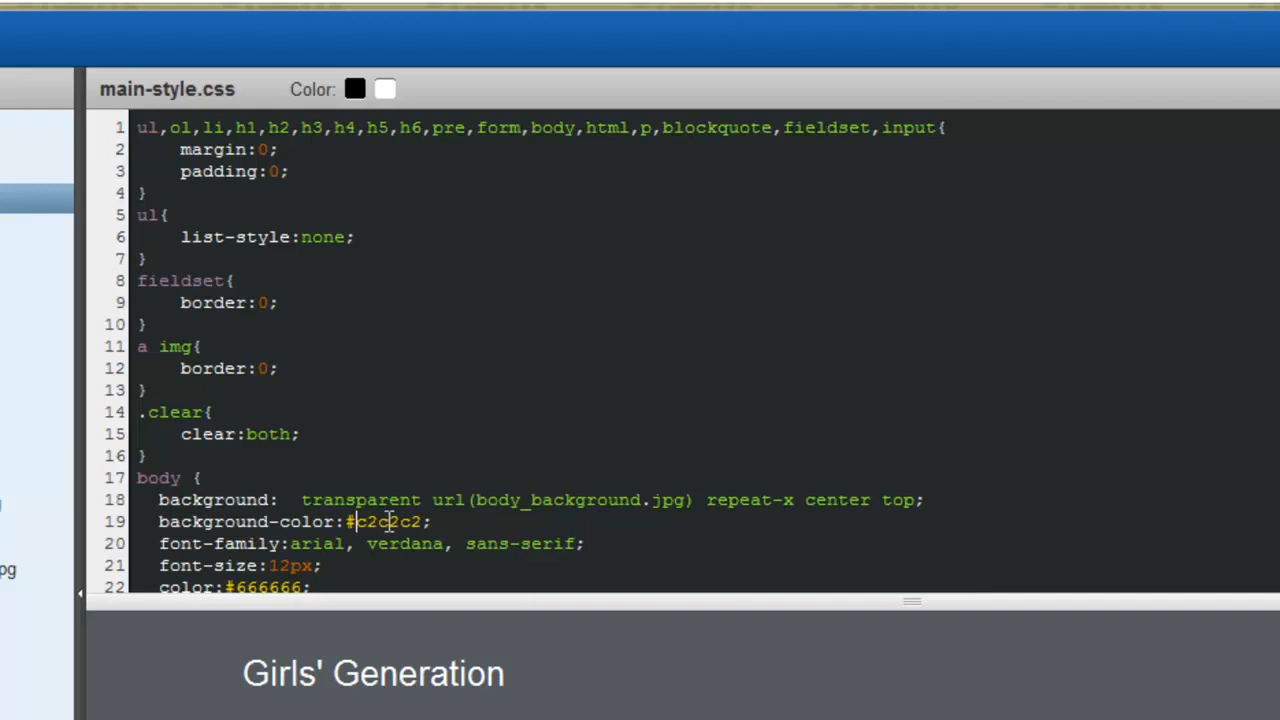 main-style.css Color:
1 ul,ol,li,h1,h2,h3,h4,h5,h6,pre,form,body,html,p,blockquote,fieldset,input{
2 margin:0;
3 padding:0;
4 }
5 ul{
6 list-style:none;
7 }
8 fieldset{
9 border:0;
10 }
11 a img{
12 border:0;
13 }
14 .clear{
15 clear:both;
16 }
17 body {
18 background:  transparent url(body_background.jpg) repeat-x center top;
19 background-color:#c2c2c2;
20 font-family:arial, verdana, sans-serif;
21 font-size:12px;
pg
22 color:#666666;
Girls' Generation